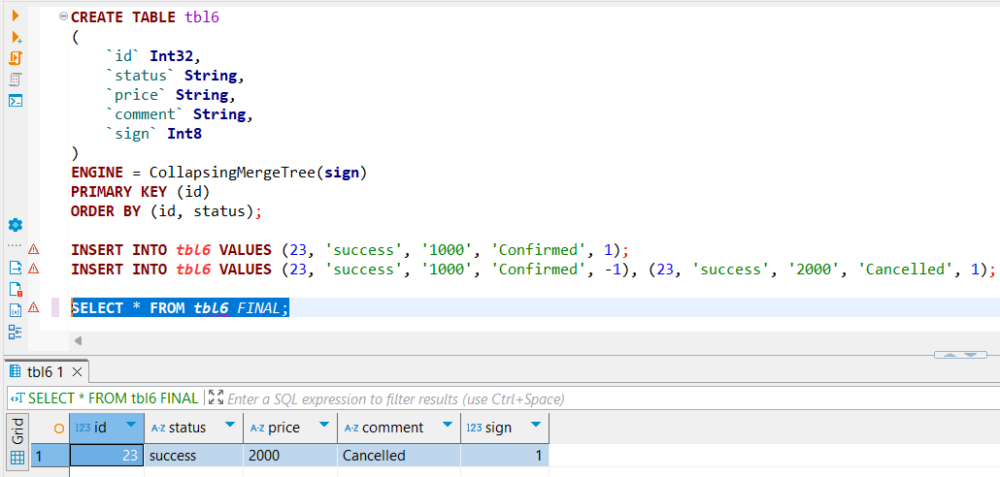 CREATE TABLE tbl6
(
`id` Int32,
`status` String,
`price` String,
`comment` String,
`sign` Int8
)
ENGINE = CollapsingMergeTree(sign)
PRIMARY KEY (id)
ORDER BY (id, status);
INSERT INTO tbl6 VALUES (23, 'success', '1000', 'Confirmed', 1);
INSERT INTO tbl6 VALUES (23, 'success', '1000', 'Confirmed', -1), (23, 'success', '2000', 'Cancelled', 1);
SELECT * FROM tbl6 FINAL;
tbl6 1
SELECT * FROM tbl6 FINAL Enter a SQL expression to filter results (use Ctrl+Space)
Grid
123 id A-Z status A-Z price A-Z comment 123 sign
1 23 success 2000 Cancelled 1